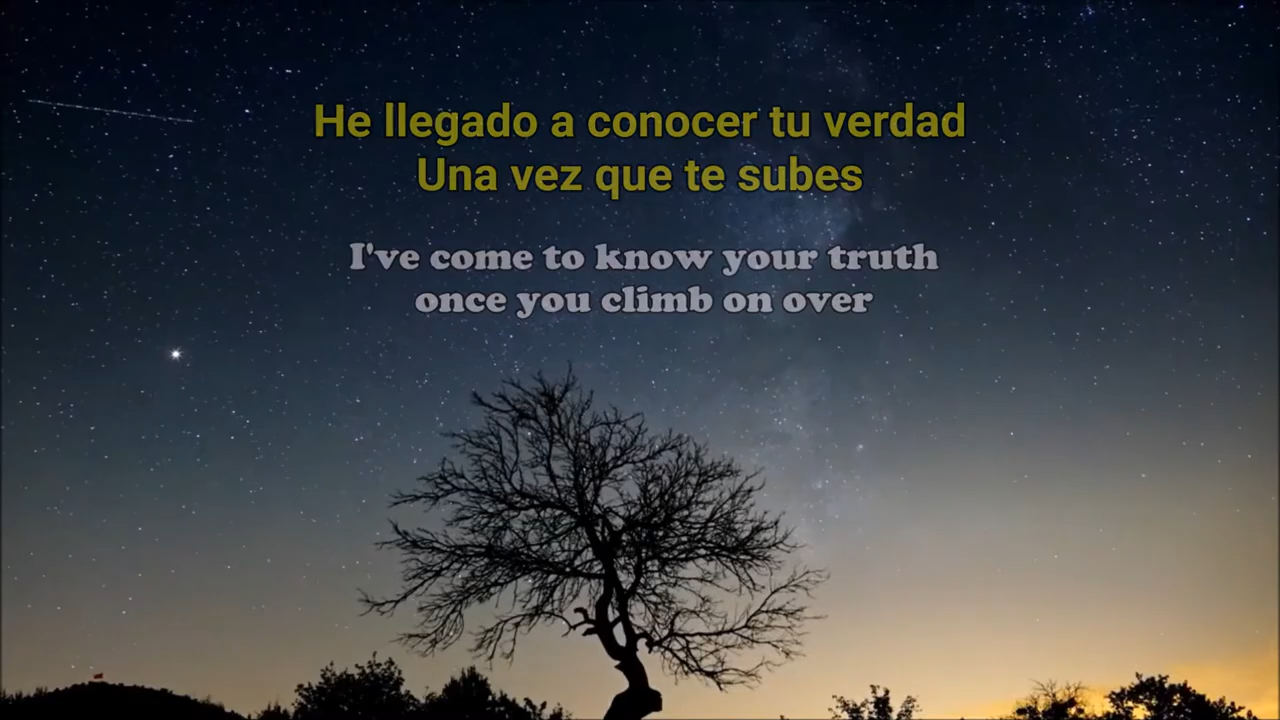 He llegado a conocer tu verdad
Una vez que te subes
I've come to know your truth
once you climb on over